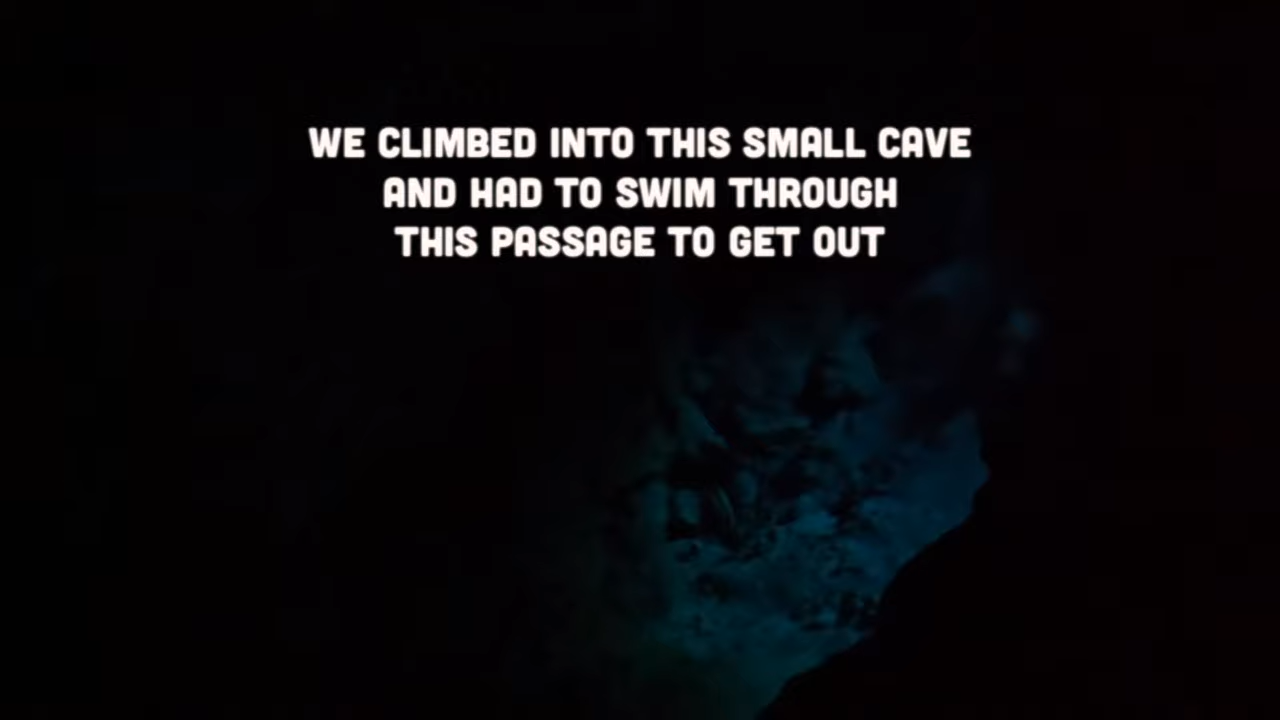 WE CLIMBED INTO THIS SMALL CAVE
AND HAD TO SWIM THROUGH
THIS PASSAGE TO GET OUT